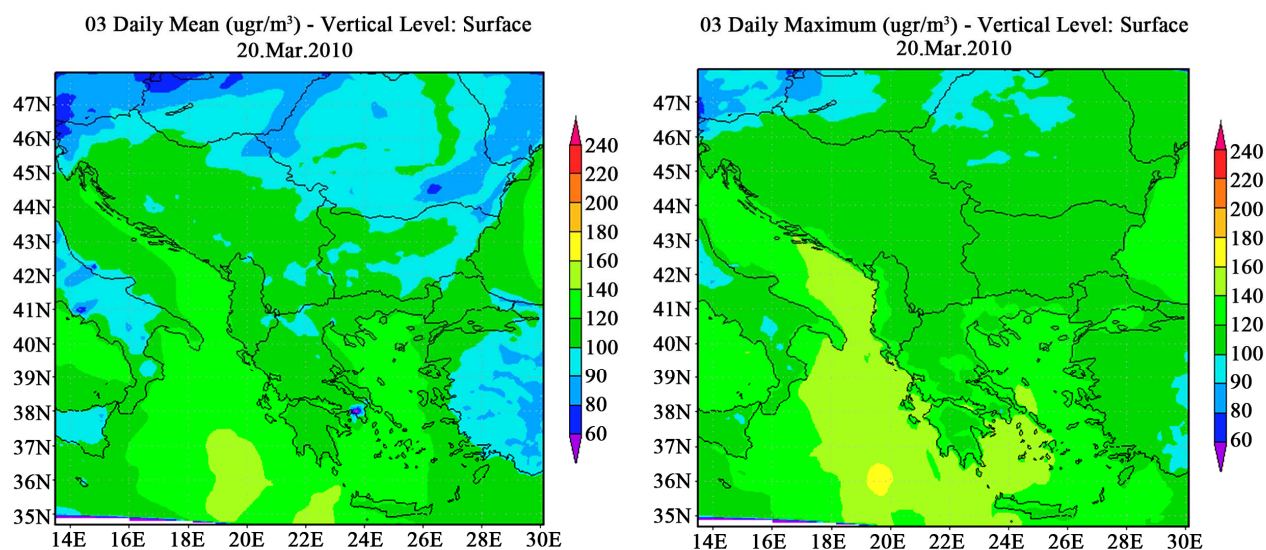 03 Daily Mean (ugr/m³) - Vertical Level: Surface
20.Mar.2010
47N
46N
45N
44N
43N
42N
41N
40N
39N
38N
37N
36N
35N
14E 16E 18E 20E 22E 24E 26E 28E 30E
240
220
200
180
160
140
120
100
90
80
60
03 Daily Maximum (ugr/m³) - Vertical Level: Surface
20.Mar.2010
47N
46N
45N
44N
43N
42N
41N
40N
39N
38N
37N
36N
35N
14E 16E 18E 20E 22E 24E 26E 28E 30E
240
220
200
180
160
140
120
100
90
80
60